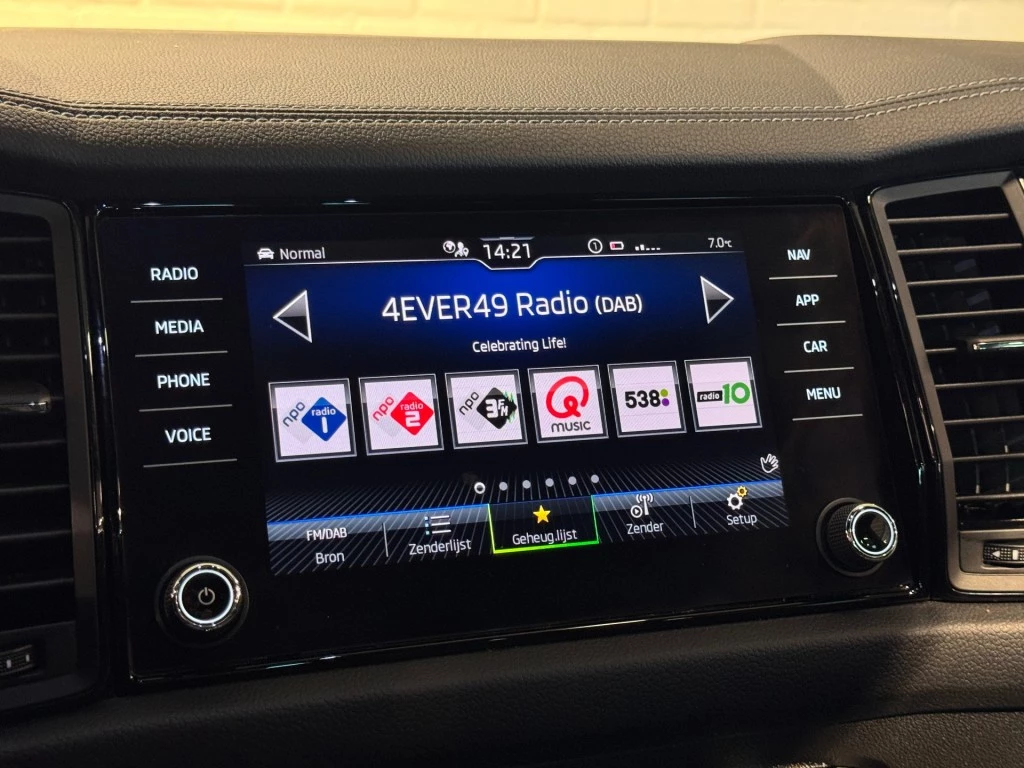 Normal
14:21
1
7.0°C
RADIO
MEDIA
PHONE
VOICE
NAV
APP
CAR
MENU
4EVER49 Radio (DAB)
Celebrating Life!
npo radio 1
npo radio 2
npo 3FM
MUSIC
538
radio 10
FM/DAB
Bron
Zenderlijst
Geheug.lijst
Zender
Setup